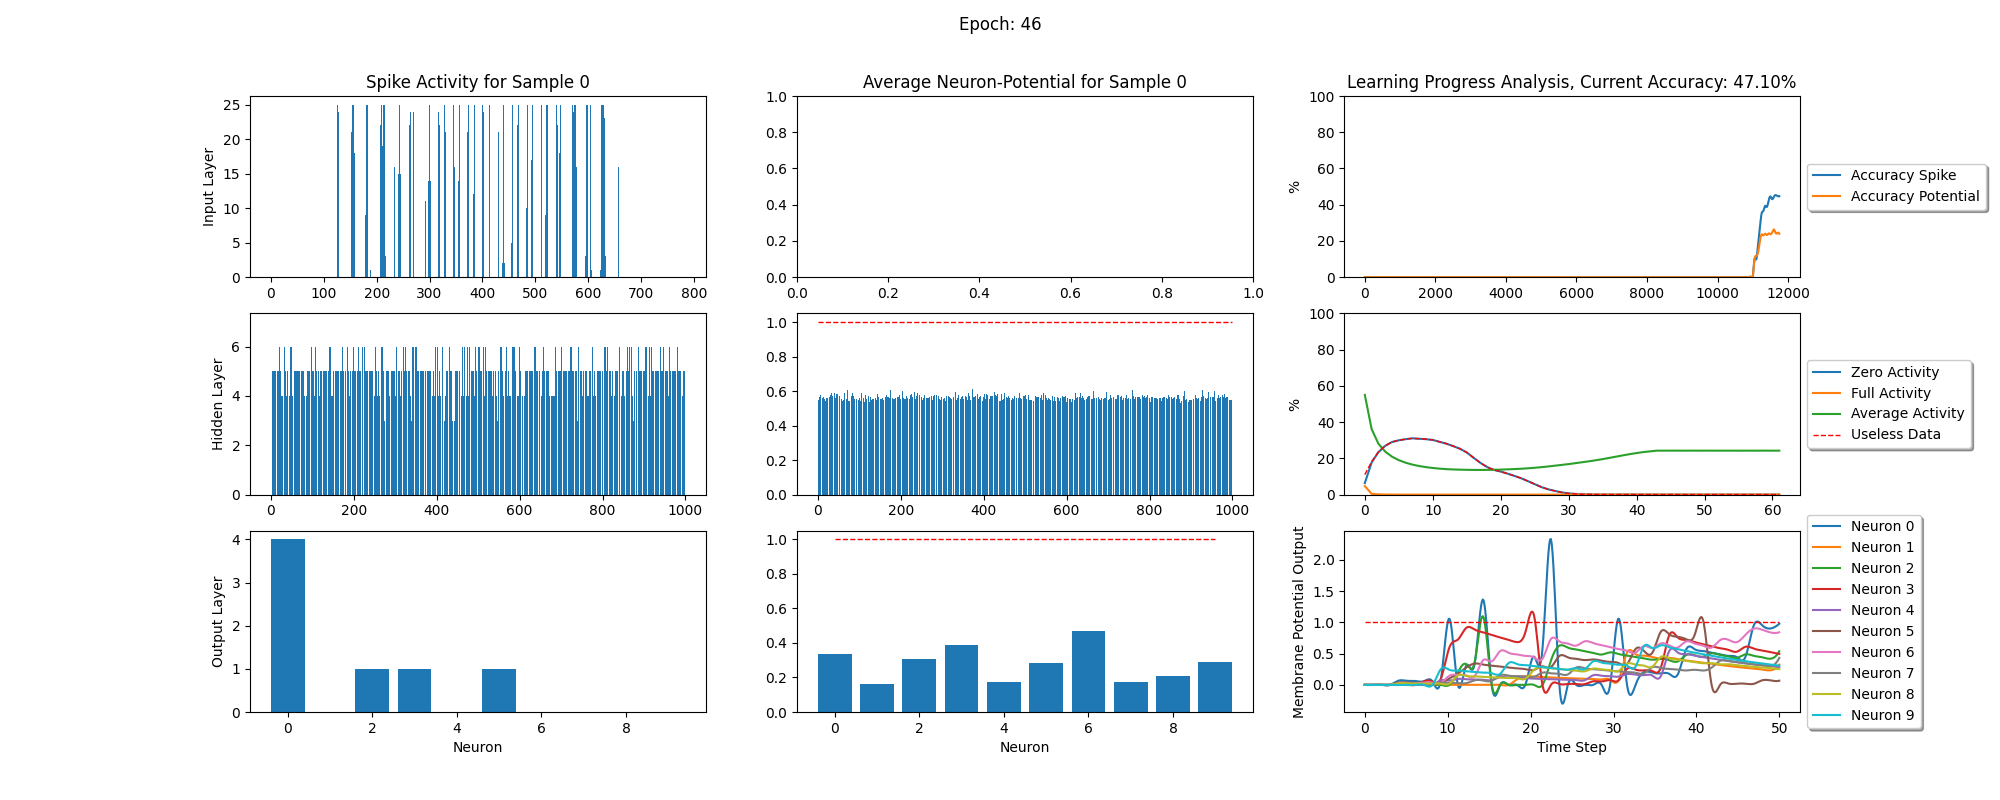 Epoch: 46
Spike Activity for Sample 0
Average Neuron-Potential for Sample 0
Learning Progress Analysis, Current Accuracy: 47.10%
Input Layer
25
20
15
10
5
0
0 100 200 300 400 500 600 700 800
1.0
0.8
0.6
0.4
0.2
0.0
0.0 0.2 0.4 0.6 0.8 1.0
%
100
80
60
40
20
0
0 2000 4000 6000 8000 10000 12000
Accuracy Spike
Accuracy Potential
Hidden Layer
6
4
2
0
0 200 400 600 800 1000
1.0
0.8
0.6
0.4
0.2
0.0
0 200 400 600 800 1000
%
100
80
60
40
20
0
0 10 20 30 40 50 60
Zero Activity
Full Activity
Average Activity
Useless Data
Output Layer
4
3
2
1
0
0 2 4 6 8
Neuron
1.0
0.8
0.6
0.4
0.2
0.0
0 2 4 6 8
Neuron
Membrane Potential Output
2.0
1.5
1.0
0.5
0.0
0 10 20 30 40 50
Time Step
Neuron 0
Neuron 1
Neuron 2
Neuron 3
Neuron 4
Neuron 5
Neuron 6
Neuron 7
Neuron 8
Neuron 9